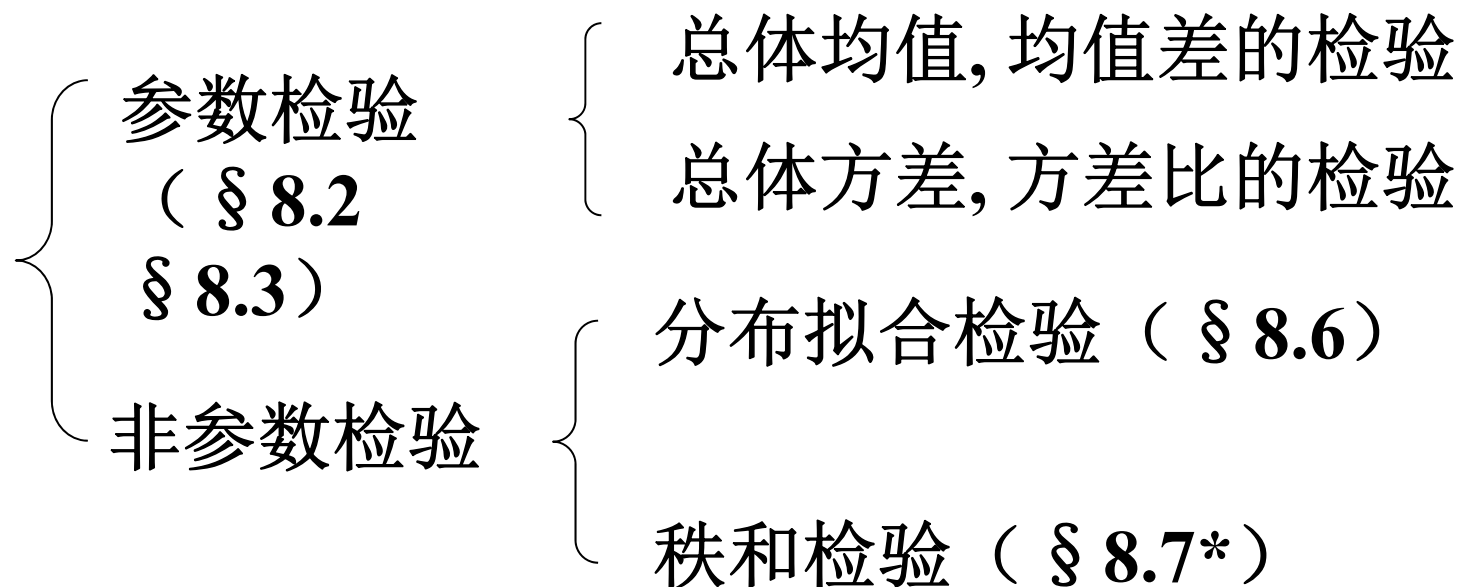 参数检验
（ § 8.2
§ 8.3）
总体均值, 均值差的检验
总体方差, 方差比的检验
非参数检验
分布拟合检验（ § 8.6）
秩和检验（ § 8.7*）